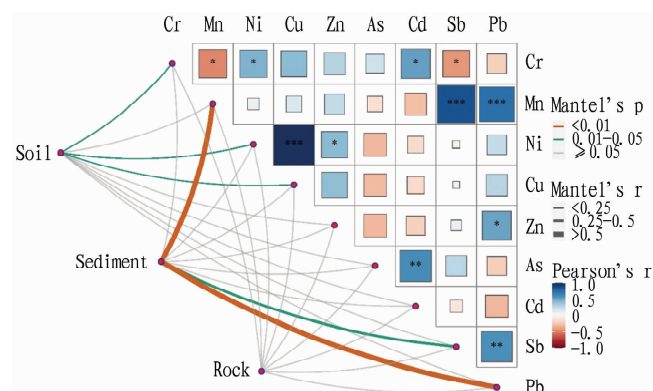 Cr Mn Ni Cu Zn As Cd Sb Pb
* * * * Cr
*** *** Mn
*** * Ni
Cu
* Zn
** As
Cd
** Sb
Pb
Soil
Sediment
Rock
Mantel's p
<0.01
0.01-0.05
≥0.05
Mantel's r
<0.25
0.25-0.5
>0.5
Pearson's r
1.0
0.5
0
-0.5
-1.0